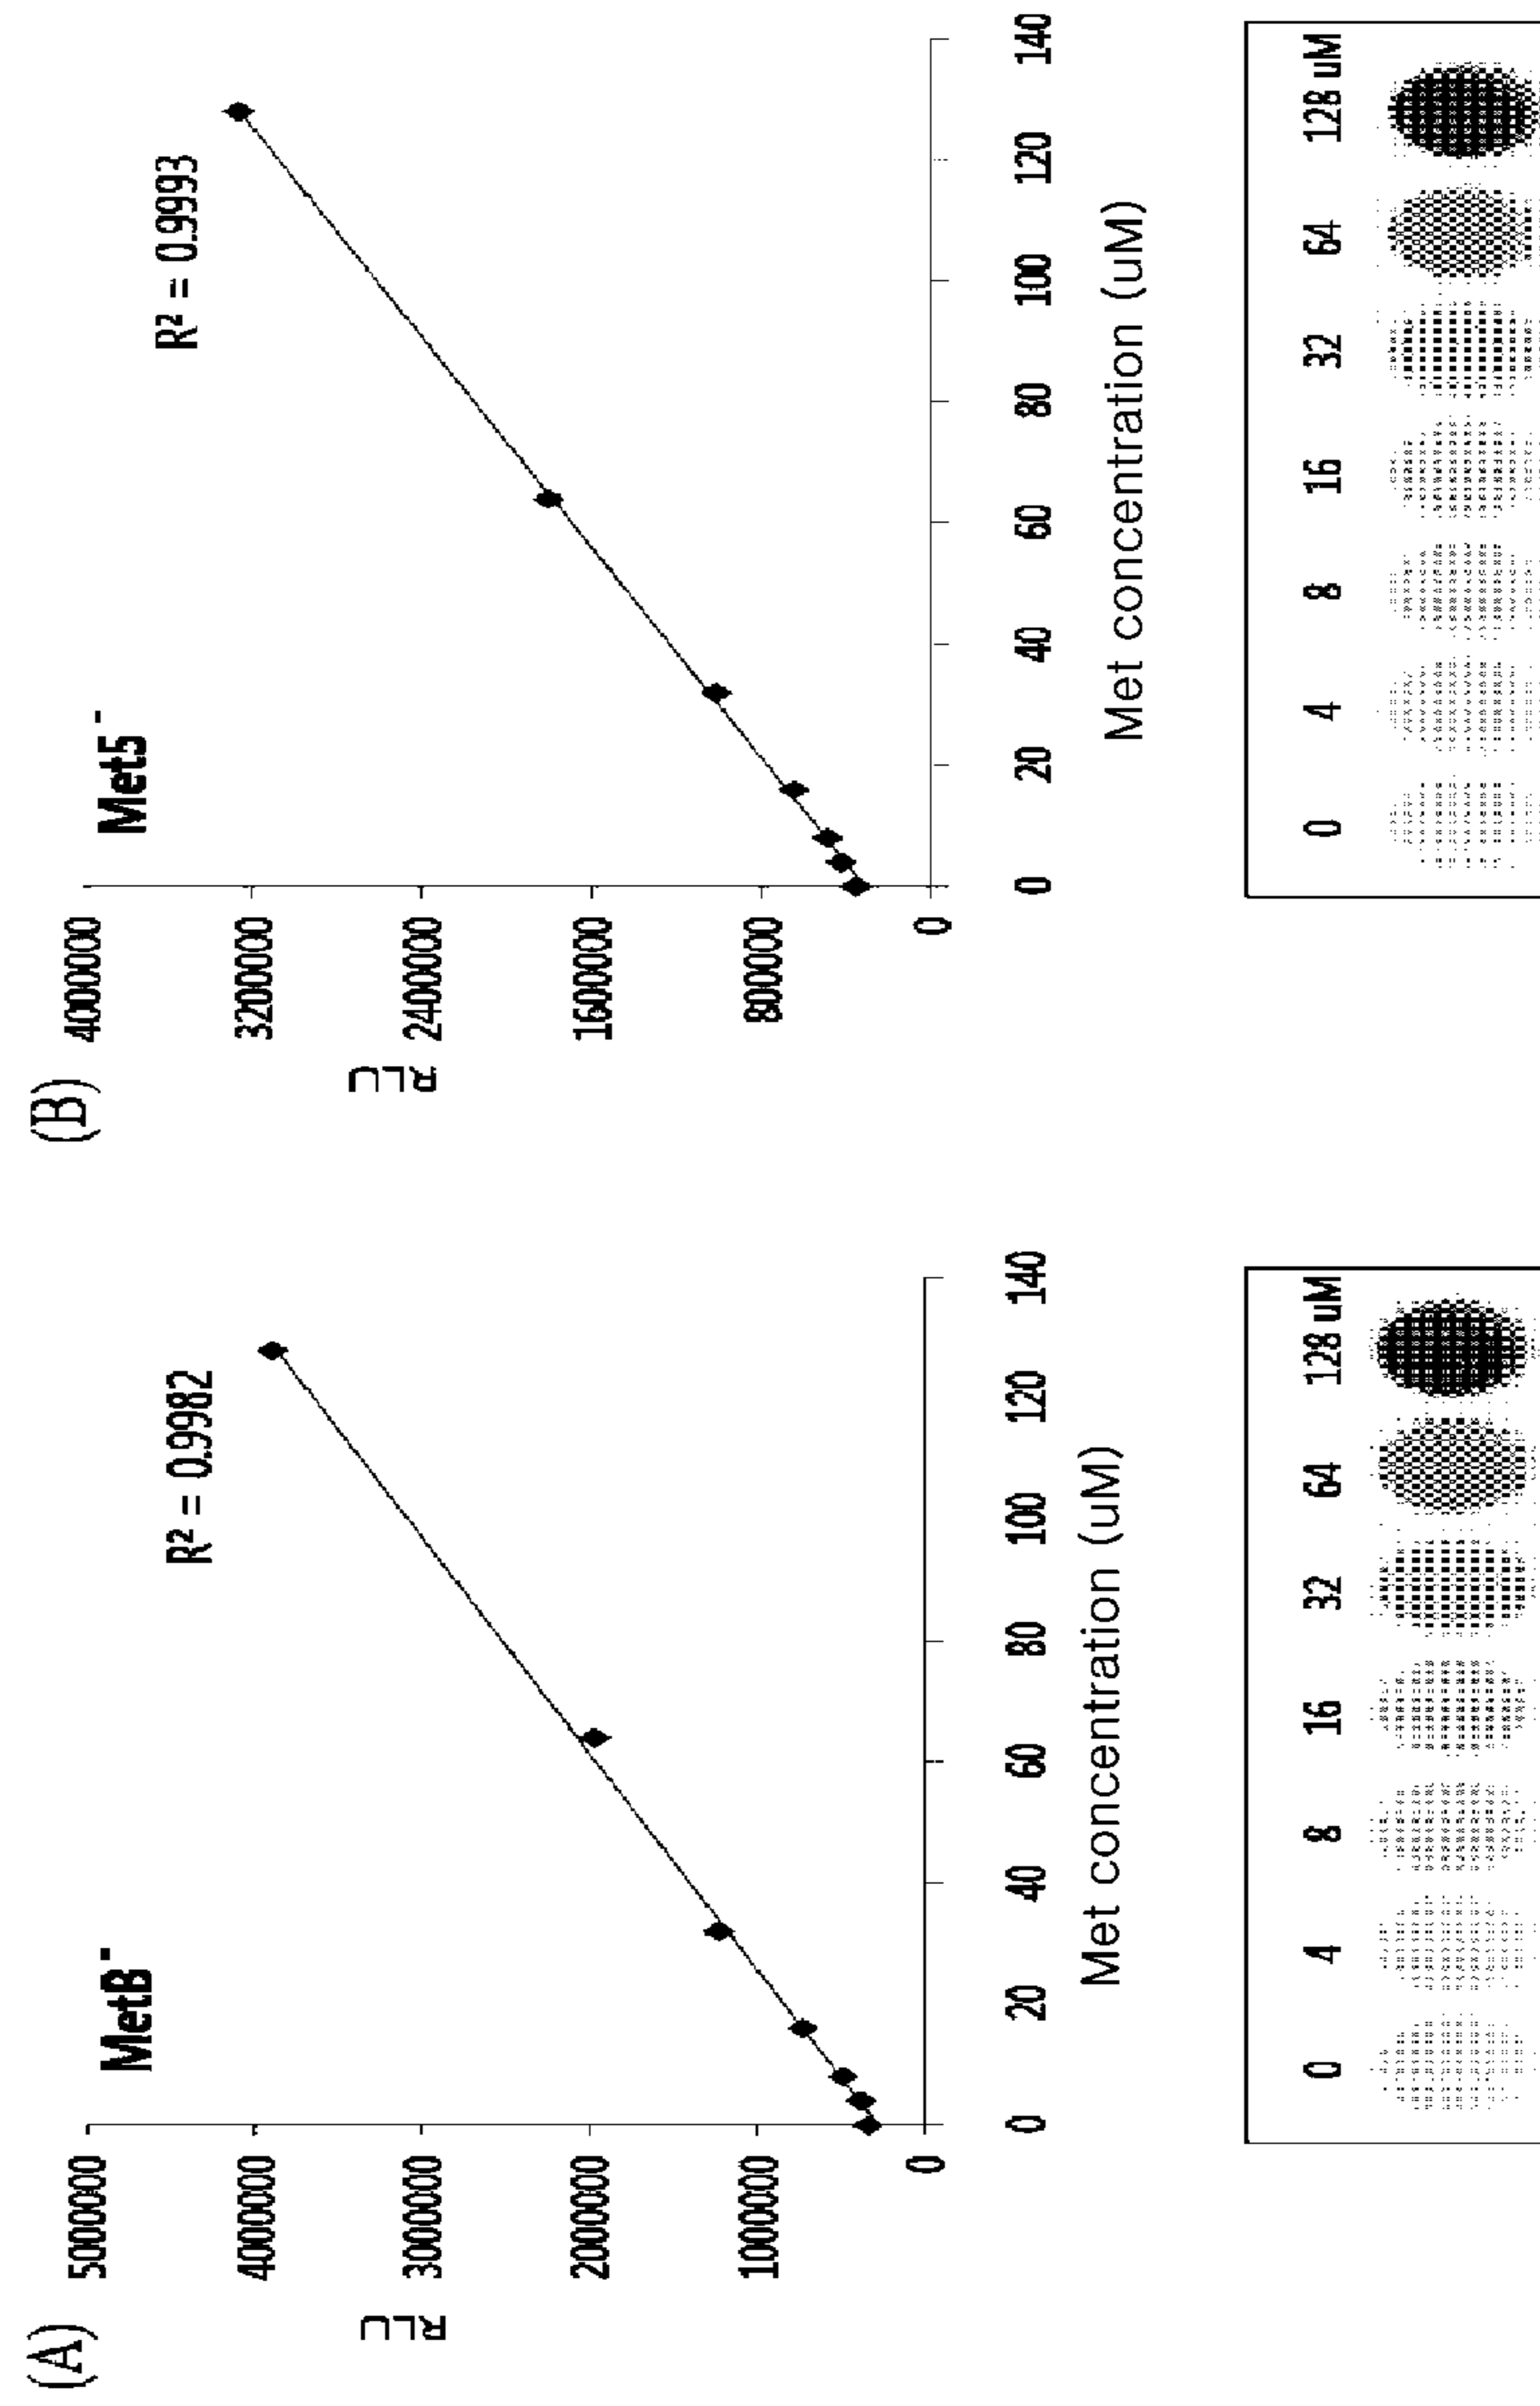 (A)
MetB⁻
R² = 0.9982
5000000
4000000
3000000
2000000
1000000
0
RLU
0 20 40 60 80 100 120 140
Met concentration (uM)
0 4 8 16 32 64 128 uM
(B)
Met5⁻
R² = 0.9993
4000000
3200000
2400000
1600000
800000
0
RLU
0 20 40 60 80 100 120 140
Met concentration (uM)
0 4 8 16 32 64 128 uM